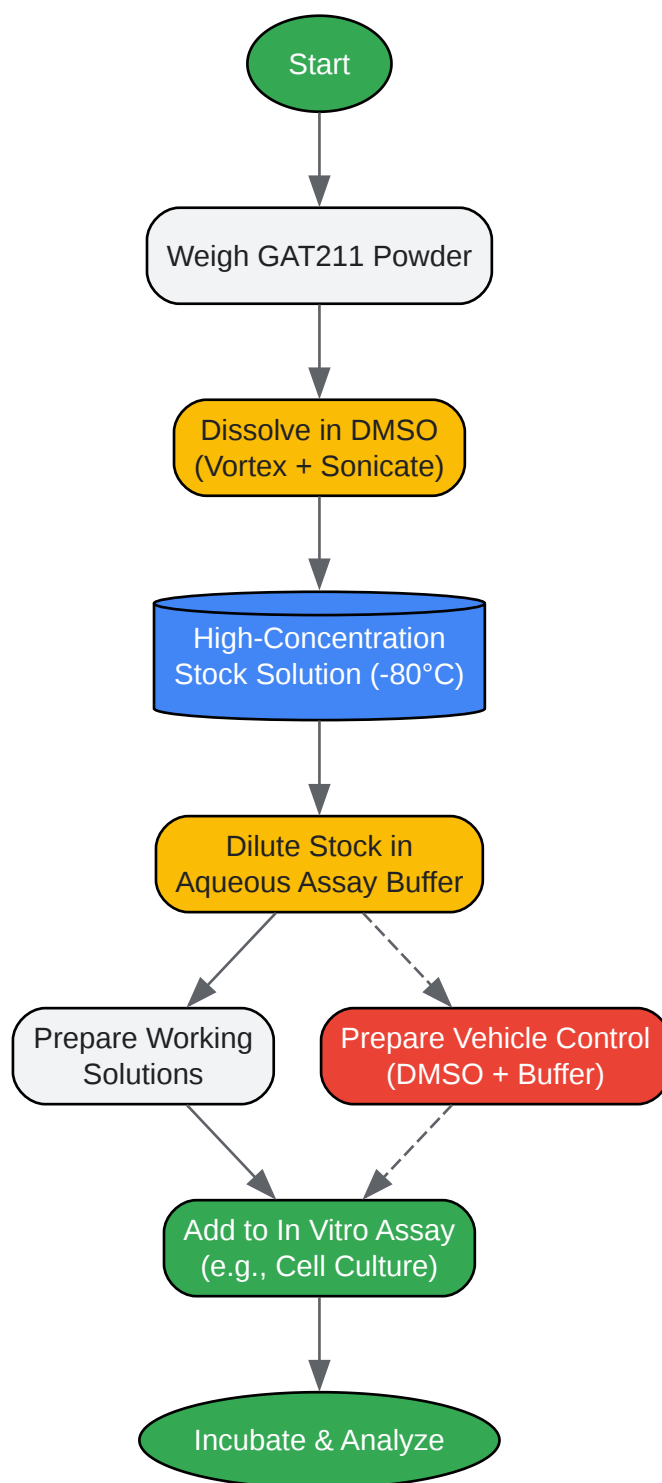 Start
Weigh GAT211 Powder
Dissolve in DMSO
(Vortex + Sonicate)
High-Concentration
Stock Solution (-80°C)
Dilute Stock in
Aqueous Assay Buffer
Prepare Working
Solutions
Prepare Vehicle Control
(DMSO + Buffer)
Add to In Vitro Assay
(e.g., Cell Culture)
Incubate & Analyze